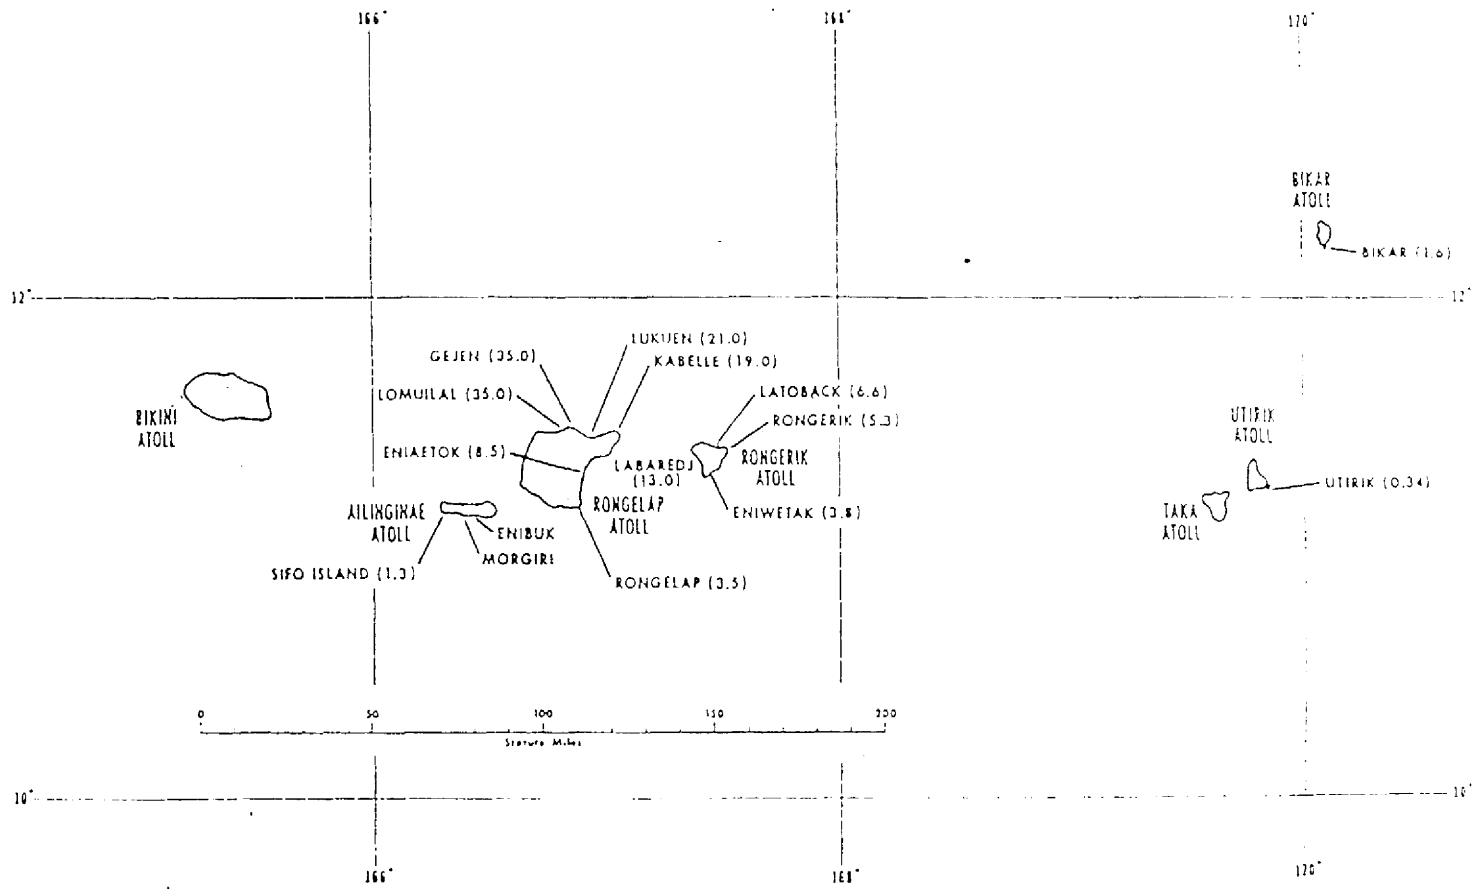 166° 168° 170°
BIKAR
ATOLL
BIKAR (1.6)
12° 12°
LUKUEN (21.0)
GEJEN (35.0)
KABELLE (19.0)
LOMUILAL (35.0)
LATOBACK (6.6)
RONGERIK (5.3)
BIKINI
ATOLL
UTIRIK
ATOLL
ENIAETOK (8.5)
LABAREDJ
(13.0)
RONGERIK
ATOLL
UTIRIK (0.34)
AILINGINAE
ATOLL
RONGELAP
ATOLL
ENIWETAK (3.8)
TAKA
ATOLL
ENIBUK
MORGIRI
SIFO ISLAND (1.3)
RONGELAP (3.5)
0 50 100 150 200
Statute Miles
10° 10°
166° 168° 170°